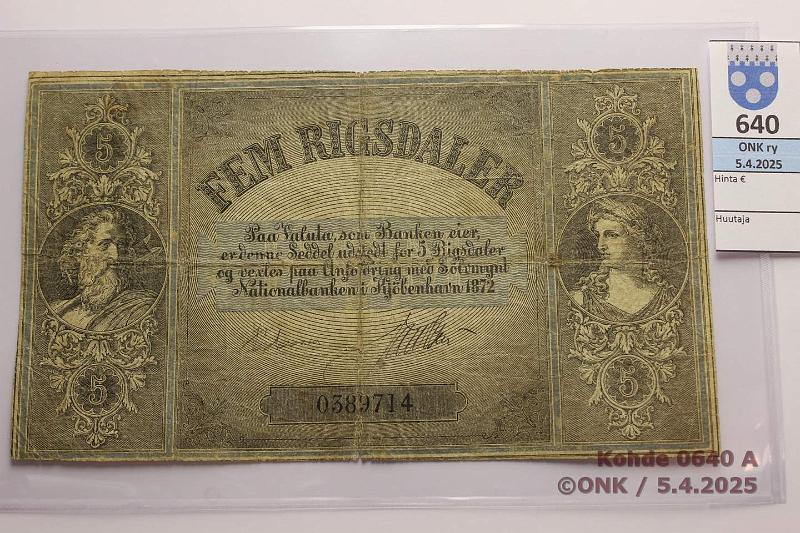 FEM RIGSDALER
5
5
Paa Valuta, som Banken eier,
er denne Seddel udstedt for 5 Rigsdaler
og vexles paa Anfordring med Sölvmynt
Nationalbanken i Kjöbenhavn 1872
5
5
0389714
640
ONK ry
5.4.2025
Hinta €
Huutaja
Kohde 0640 A
©ONK / 5.4.2025